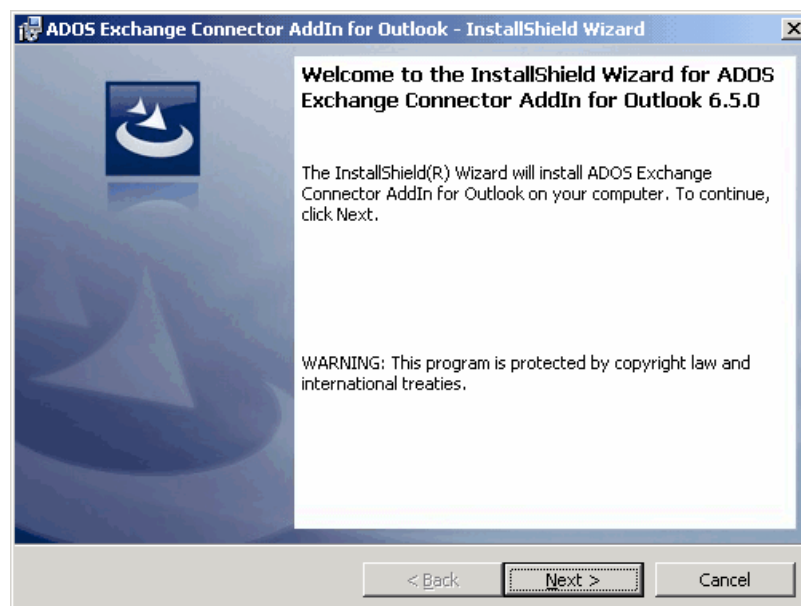 ADOS Exchange Connector AddIn for Outlook - InstallShield Wizard
Welcome to the InstallShield Wizard for ADOS
Exchange Connector AddIn for Outlook 6.5.0
The InstallShield(R) Wizard will install ADOS Exchange
Connector AddIn for Outlook on your computer. To continue,
click Next.
WARNING: This program is protected by copyright law and
international treaties.
< Back
Next >
Cancel